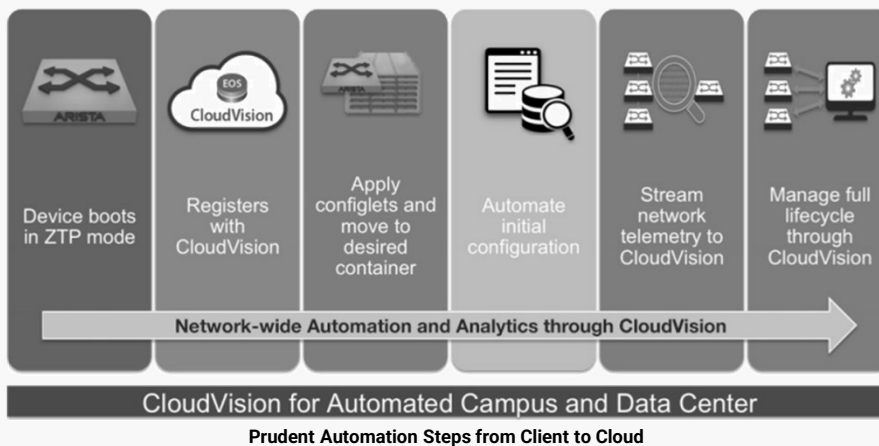 ARISTA
Device boots
in ZTP mode
EOS
CloudVision
Registers
with
CloudVision
Apply
configlets and
move to
desired
container
Automate
initial
configuration
Stream
network
telemetry to
CloudVision
Manage full
lifecycle
through
CloudVision
Network-wide Automation and Analytics through CloudVision
CloudVision for Automated Campus and Data Center
Prudent Automation Steps from Client to Cloud